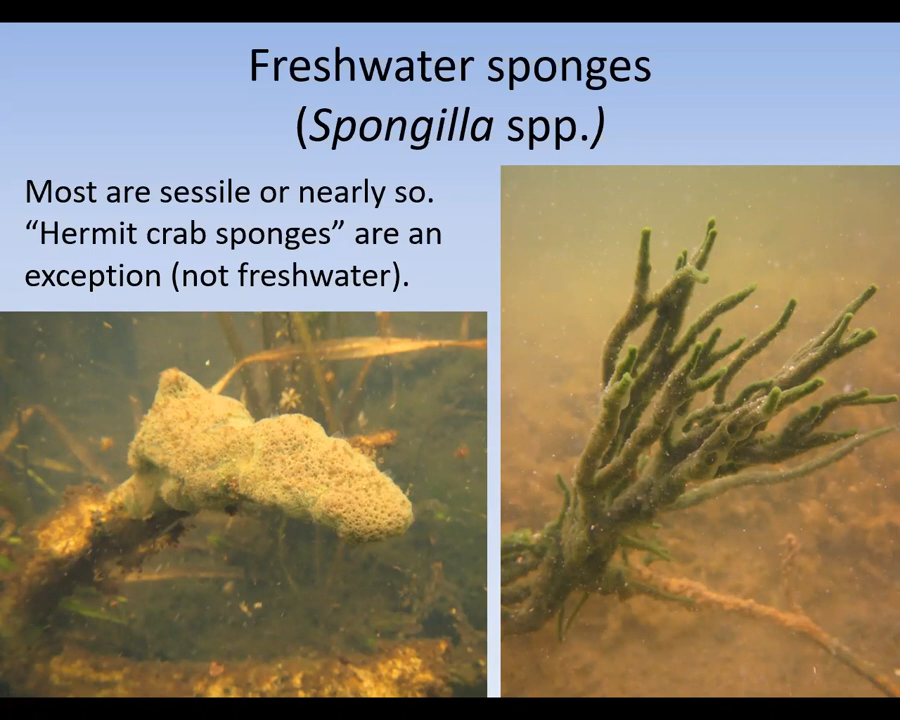 Freshwater sponges
(Spongilla spp.)
Most are sessile or nearly so.
“Hermit crab sponges” are an
exception (not freshwater).